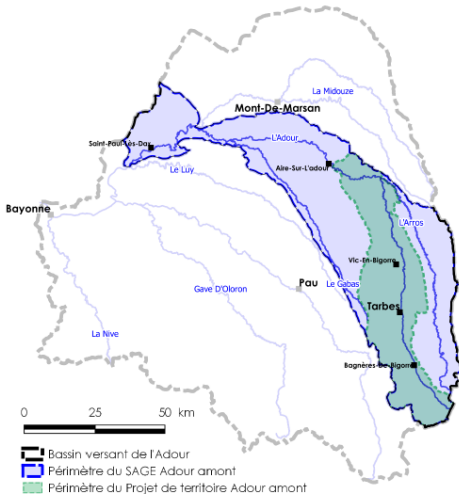 La Midouze
Mont-De-Marsan
L'Adour
Saint-Paul-Lès-Dax
Aire-Sur-L'adour
Le Luy
Bayonne
L'Arros
Vic-En-Bigorre
Gave D'Oloron
Pau
Le Gabas
Tarbes
La Nive
Bagnères-De-Bigorre
0 25 50 km
Bassin versant de l'Adour
Périmètre du SAGE Adour amont
Périmètre du Projet de territoire Adour amont